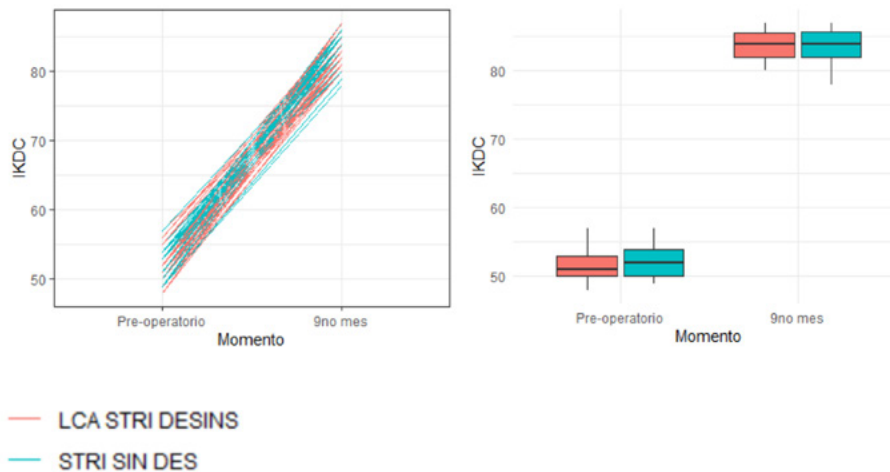 IKDC
80
70
60
50
Pre-operatorio
9no mes
Momento
IKDC
80
70
60
50
Pre-operatorio
9no mes
Momento
LCA STRI DESINS
STRI SIN DES